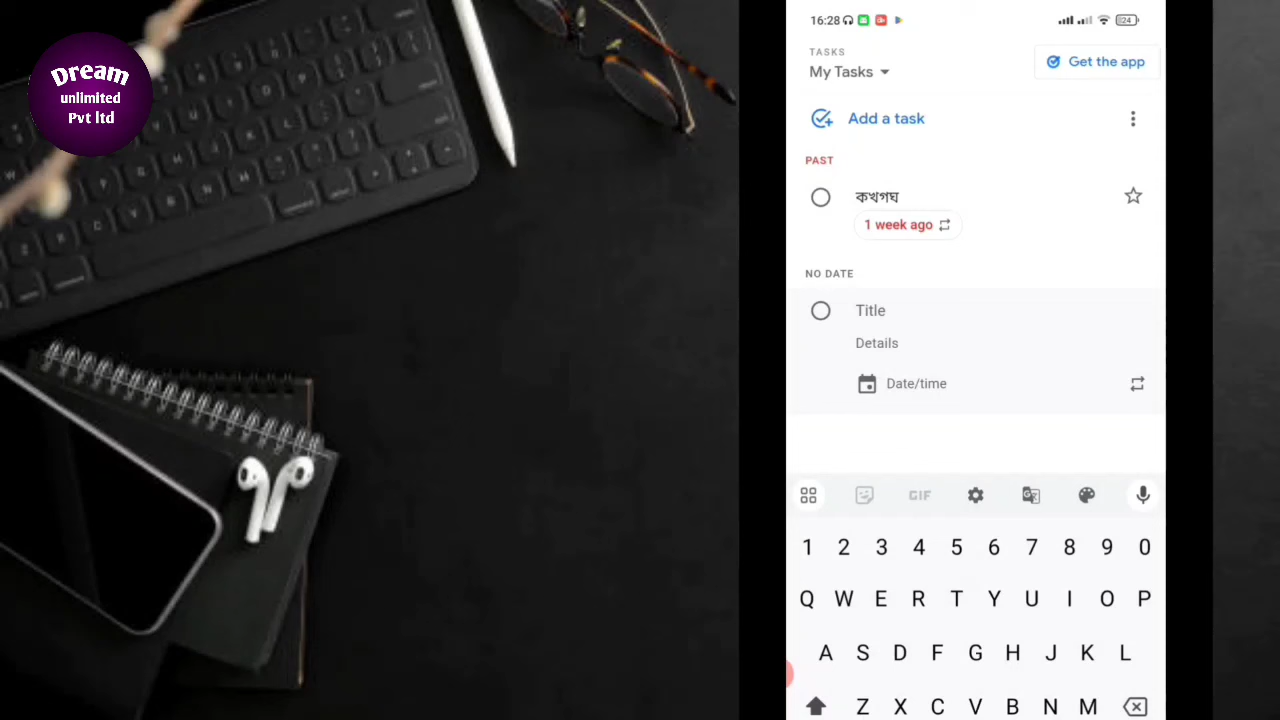 Dream
unlimited
Pvt ltd
16:28
24
TASKS
My Tasks
Get the app
Add a task
PAST
কখগঘ
1 week ago
NO DATE
Title
Details
Date/time
GIF
1 2 3 4 5 6 7 8 9 0
Q W E R T Y U I O P
A S D F G H J K L
Z X C V B N M